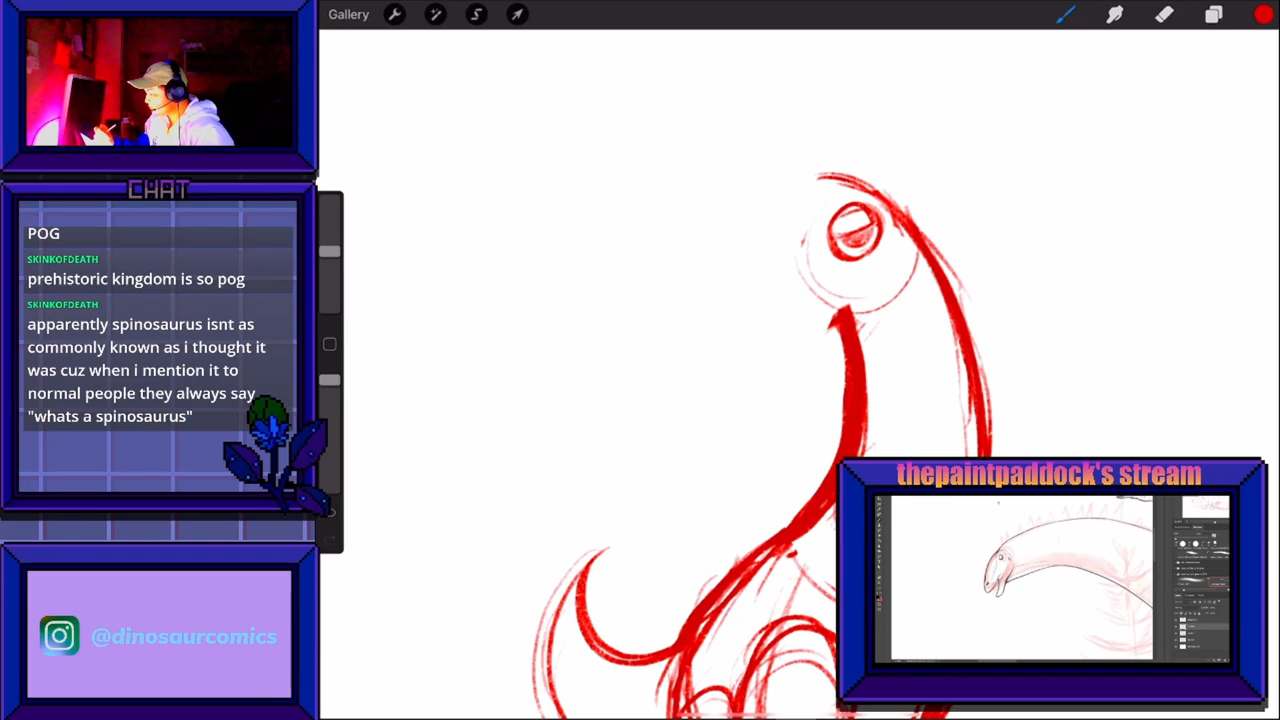 Gallery
CHAT
POG
SKINKOFDEATH
prehistoric kingdom is so pog
SKINKOFDEATH
apparently spinosaurus isnt as
commonly known as i thought it
was cuz when i mention it to
normal people they always say
"whats a spinosaurus"
thepaintpaddock's stream
@dinosaurcomics